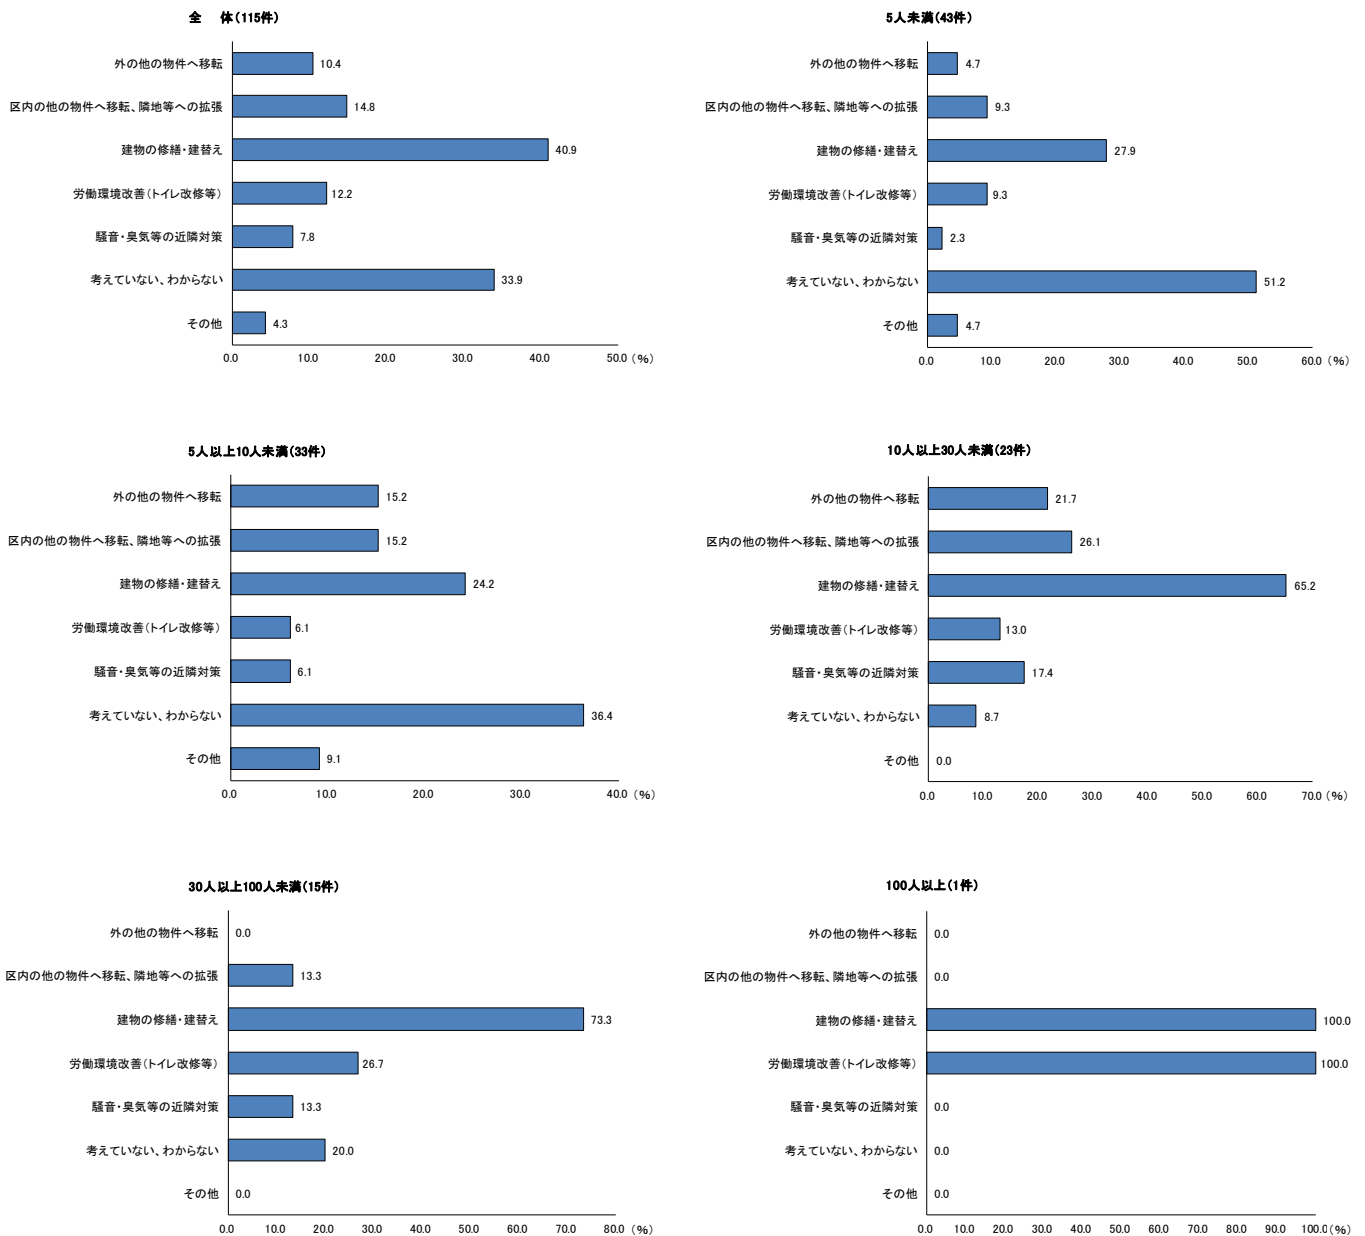 全　体(115件)
外の他の物件へ移転 10.4
区内の他の物件へ移転、隣地等への拡張 14.8
建物の修繕・建替え 40.9
労働環境改善(トイレ改修等) 12.2
騒音・臭気等の近隣対策 7.8
考えていない、わからない 33.9
その他 4.3
0.0 10.0 20.0 30.0 40.0 50.0 (%)
5人未満(43件)
外の他の物件へ移転 4.7
区内の他の物件へ移転、隣地等への拡張 9.3
建物の修繕・建替え 27.9
労働環境改善(トイレ改修等) 9.3
騒音・臭気等の近隣対策 2.3
考えていない、わからない 51.2
その他 4.7
0.0 10.0 20.0 30.0 40.0 50.0 60.0 (%)
5人以上10人未満(33件)
外の他の物件へ移転 15.2
区内の他の物件へ移転、隣地等への拡張 15.2
建物の修繕・建替え 24.2
労働環境改善(トイレ改修等) 6.1
騒音・臭気等の近隣対策 6.1
考えていない、わからない 36.4
その他 9.1
0.0 10.0 20.0 30.0 40.0 (%)
10人以上30人未満(23件)
外の他の物件へ移転 21.7
区内の他の物件へ移転、隣地等への拡張 26.1
建物の修繕・建替え 65.2
労働環境改善(トイレ改修等) 13.0
騒音・臭気等の近隣対策 17.4
考えていない、わからない 8.7
その他 0.0
0.0 10.0 20.0 30.0 40.0 50.0 60.0 70.0 (%)
30人以上100人未満(15件)
外の他の物件へ移転 0.0
区内の他の物件へ移転、隣地等への拡張 13.3
建物の修繕・建替え 73.3
労働環境改善(トイレ改修等) 26.7
騒音・臭気等の近隣対策 13.3
考えていない、わからない 20.0
その他 0.0
0.0 10.0 20.0 30.0 40.0 50.0 60.0 70.0 80.0 (%)
100人以上(1件)
外の他の物件へ移転 0.0
区内の他の物件へ移転、隣地等への拡張 0.0
建物の修繕・建替え 100.0
労働環境改善(トイレ改修等) 100.0
騒音・臭気等の近隣対策 0.0
考えていない、わからない 0.0
その他 0.0
0.0 10.0 20.0 30.0 40.0 50.0 60.0 70.0 80.0 90.0 100.0 (%)